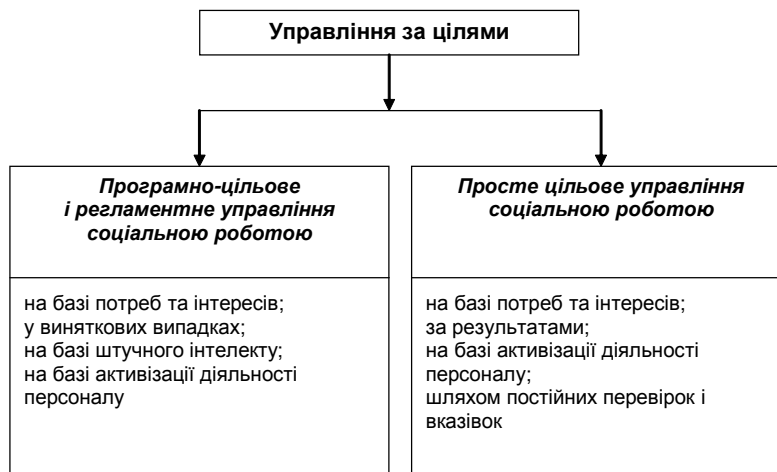 Управління за цілями
Програмно-цільове
і регламентне управління
соціальною роботою
на базі потреб та інтересів;
у виняткових випадках;
на базі штучного інтелекту;
на базі активізації діяльності
персоналу
Просте цільове управління
соціальною роботою
на базі потреб та інтересів;
за результатами;
на базі активізації діяльності
персоналу;
шляхом постійних перевірок і
вказівок